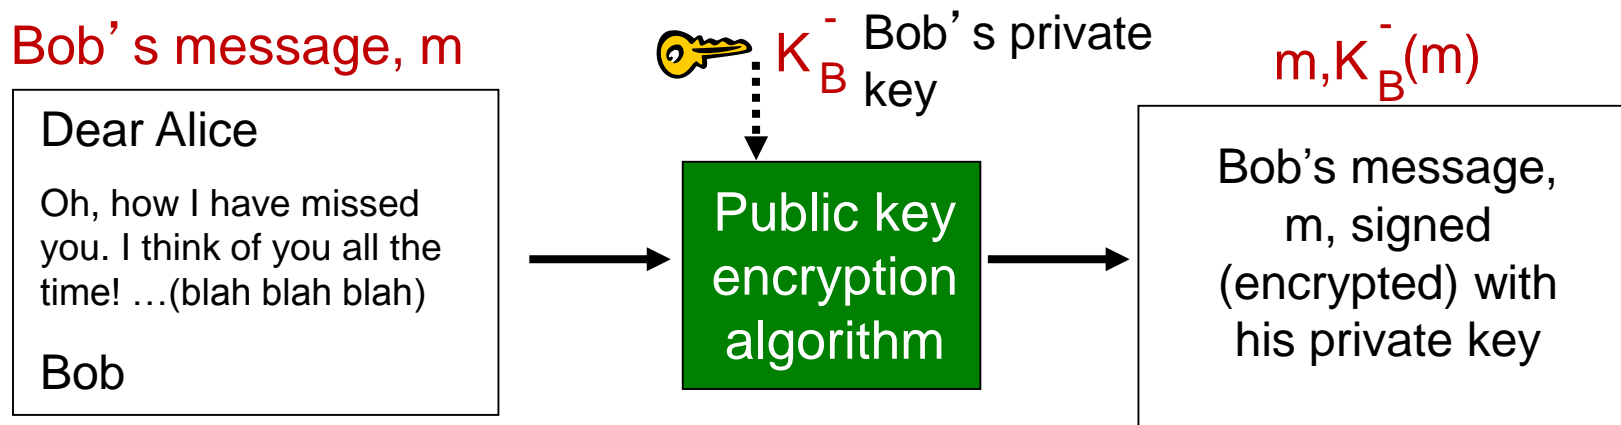 Bob’s message, m
Dear Alice
Oh, how I have missed
you. I think of you all the
time! …(blah blah blah)
Bob
K
-
B
Bob’s private
key
Public key
encryption
algorithm
m,K
-
B
(m)
Bob’s message,
m, signed
(encrypted) with
his private key